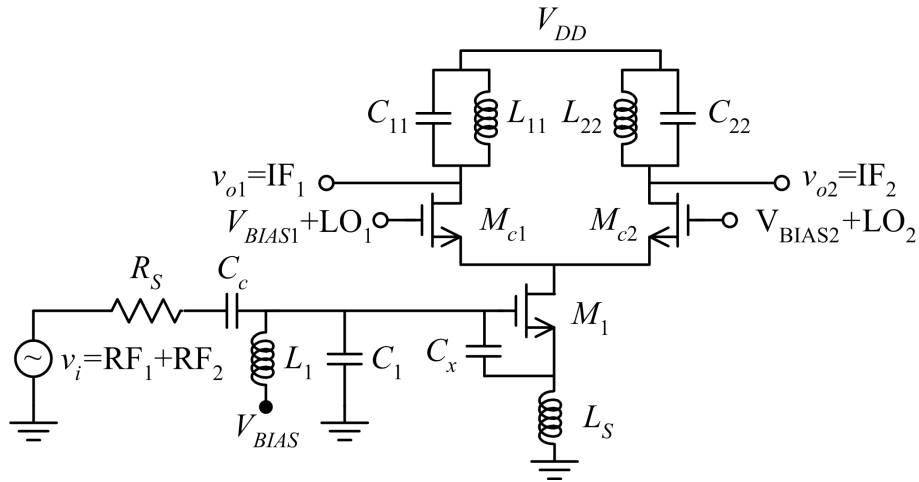 V_DD
C_11 L_11 L_22 C_22
v_o1=IF_1 v_o2=IF_2
V_BIAS1+LO_1 M_c1 M_c2 V_BIAS2+LO_2
R_S C_c
M_1
~ v_i=RF_1+RF_2 L_1 C_1 C_x
V_BIAS L_S